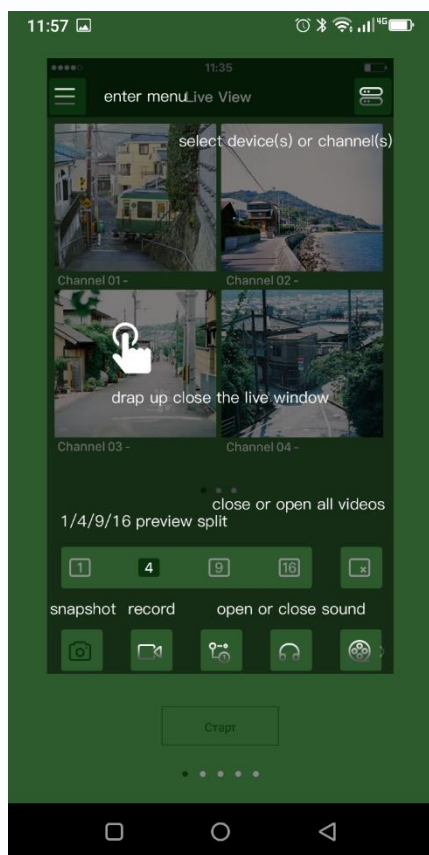 11:57
4G
11:35
enter menu
Live View
select device(s) or channel(s)
Channel 01 -
Channel 02 -
drap up close the live window
Channel 03 -
Channel 04 -
close or open all videos
1/4/9/16 preview split
1
4
9
16
snapshot record open or close sound
Старт